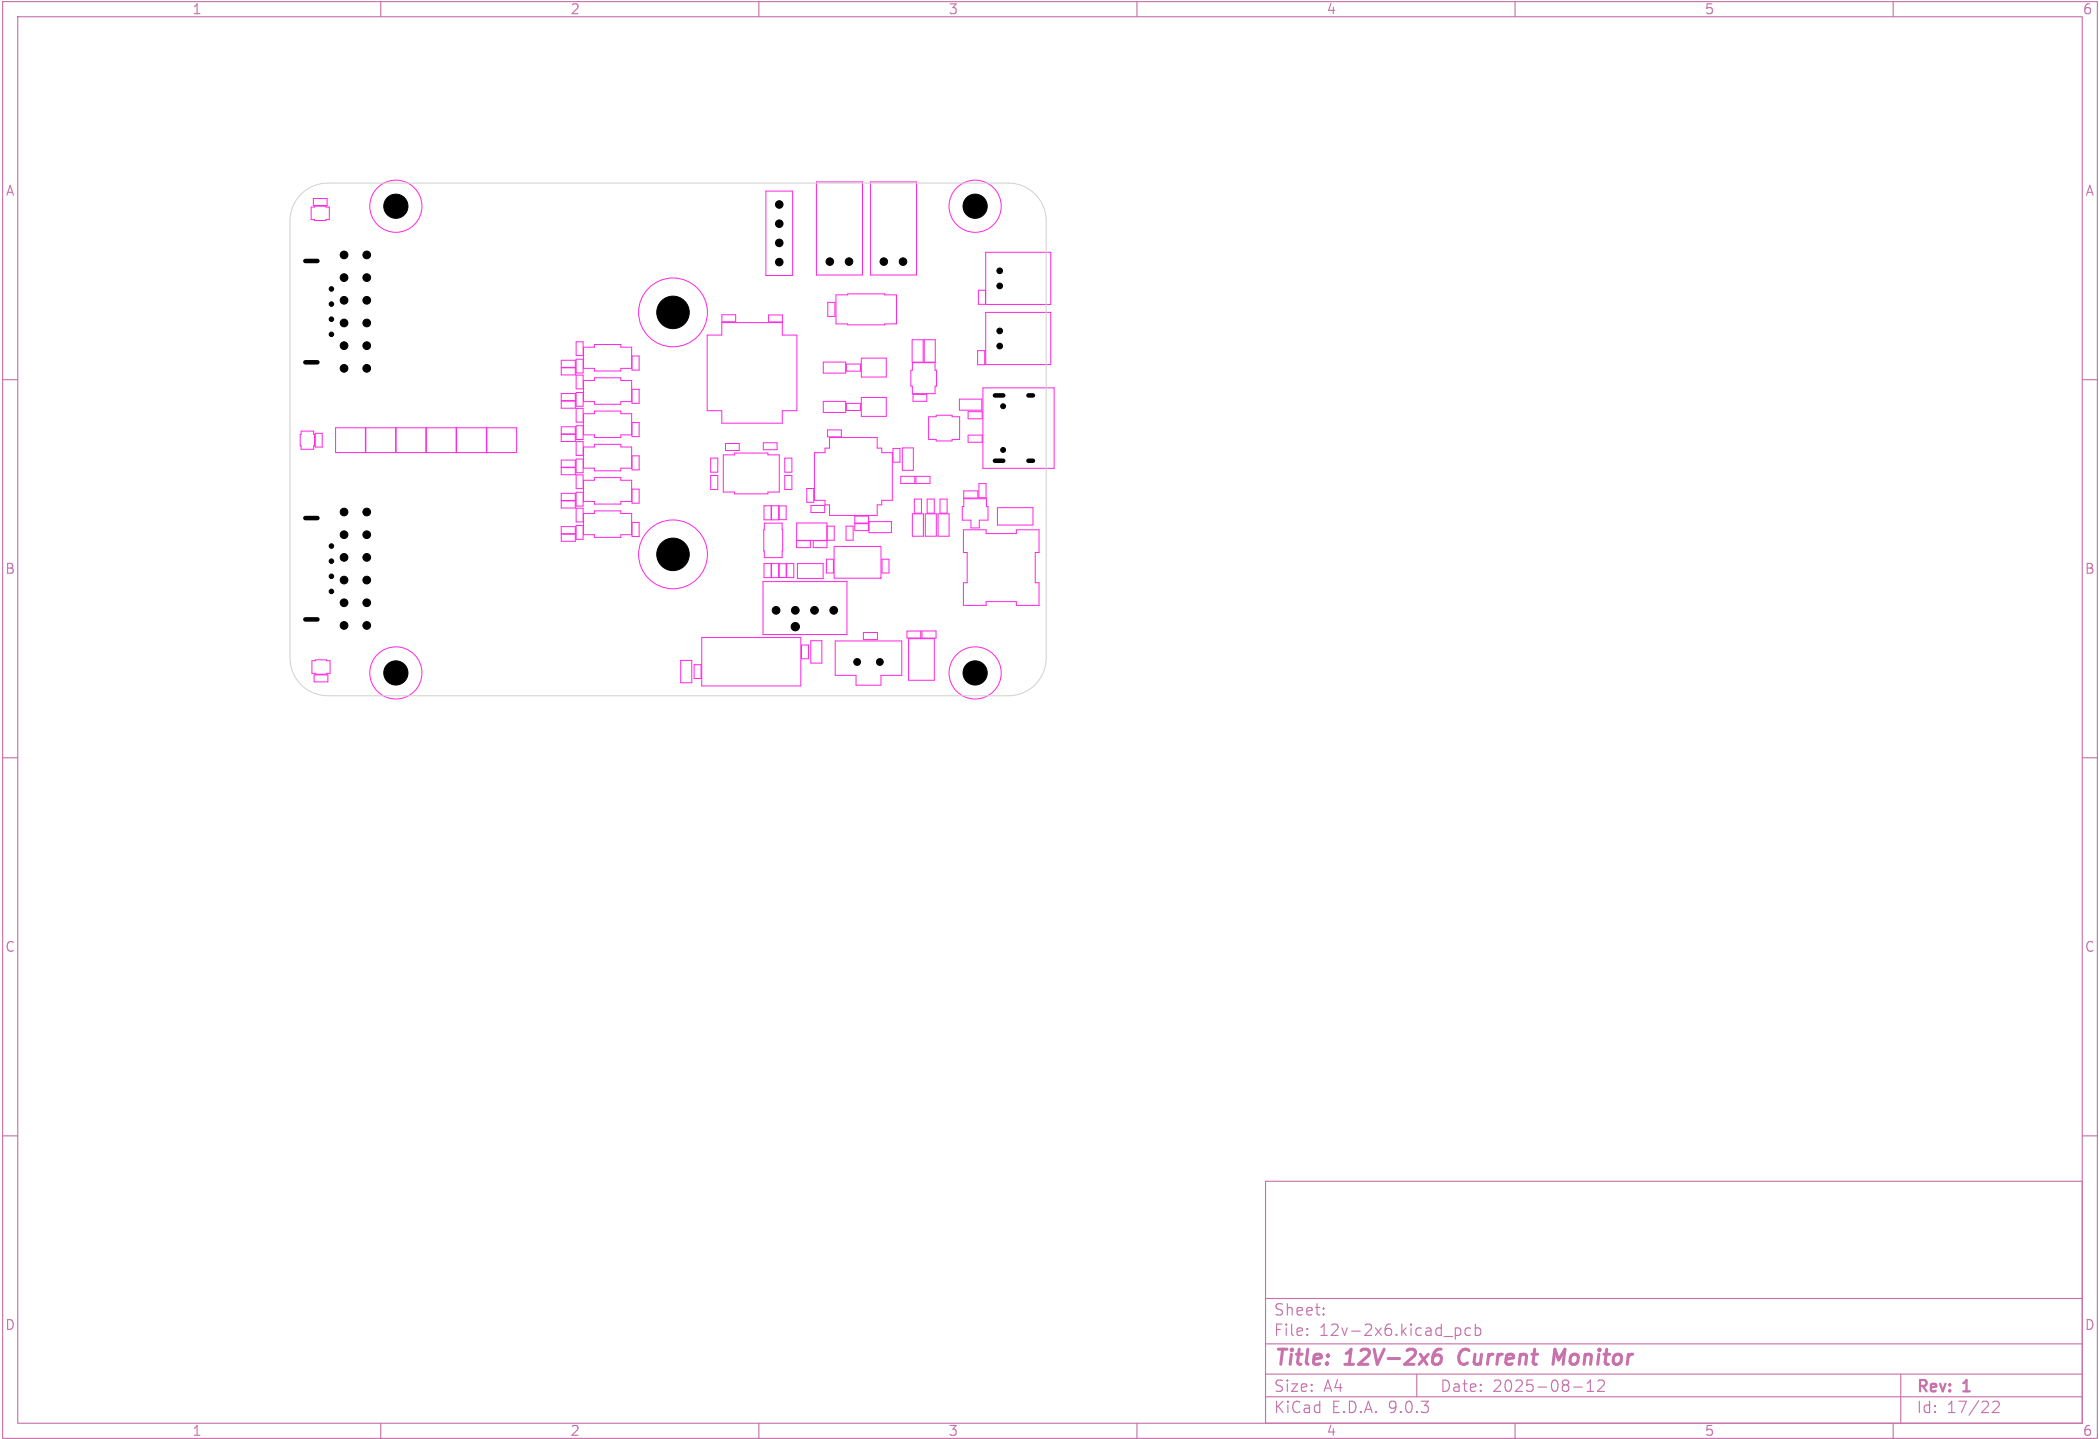 1 2 3 4 5 6
A A
B B
C C
D D
Sheet:
File: 12v-2x6.kicad_pcb
Title: 12V-2x6 Current Monitor
Size: A4 Date: 2025-08-12 Rev: 1
KiCad E.D.A. 9.0.3 Id: 17/22
1 2 3 4 5 6